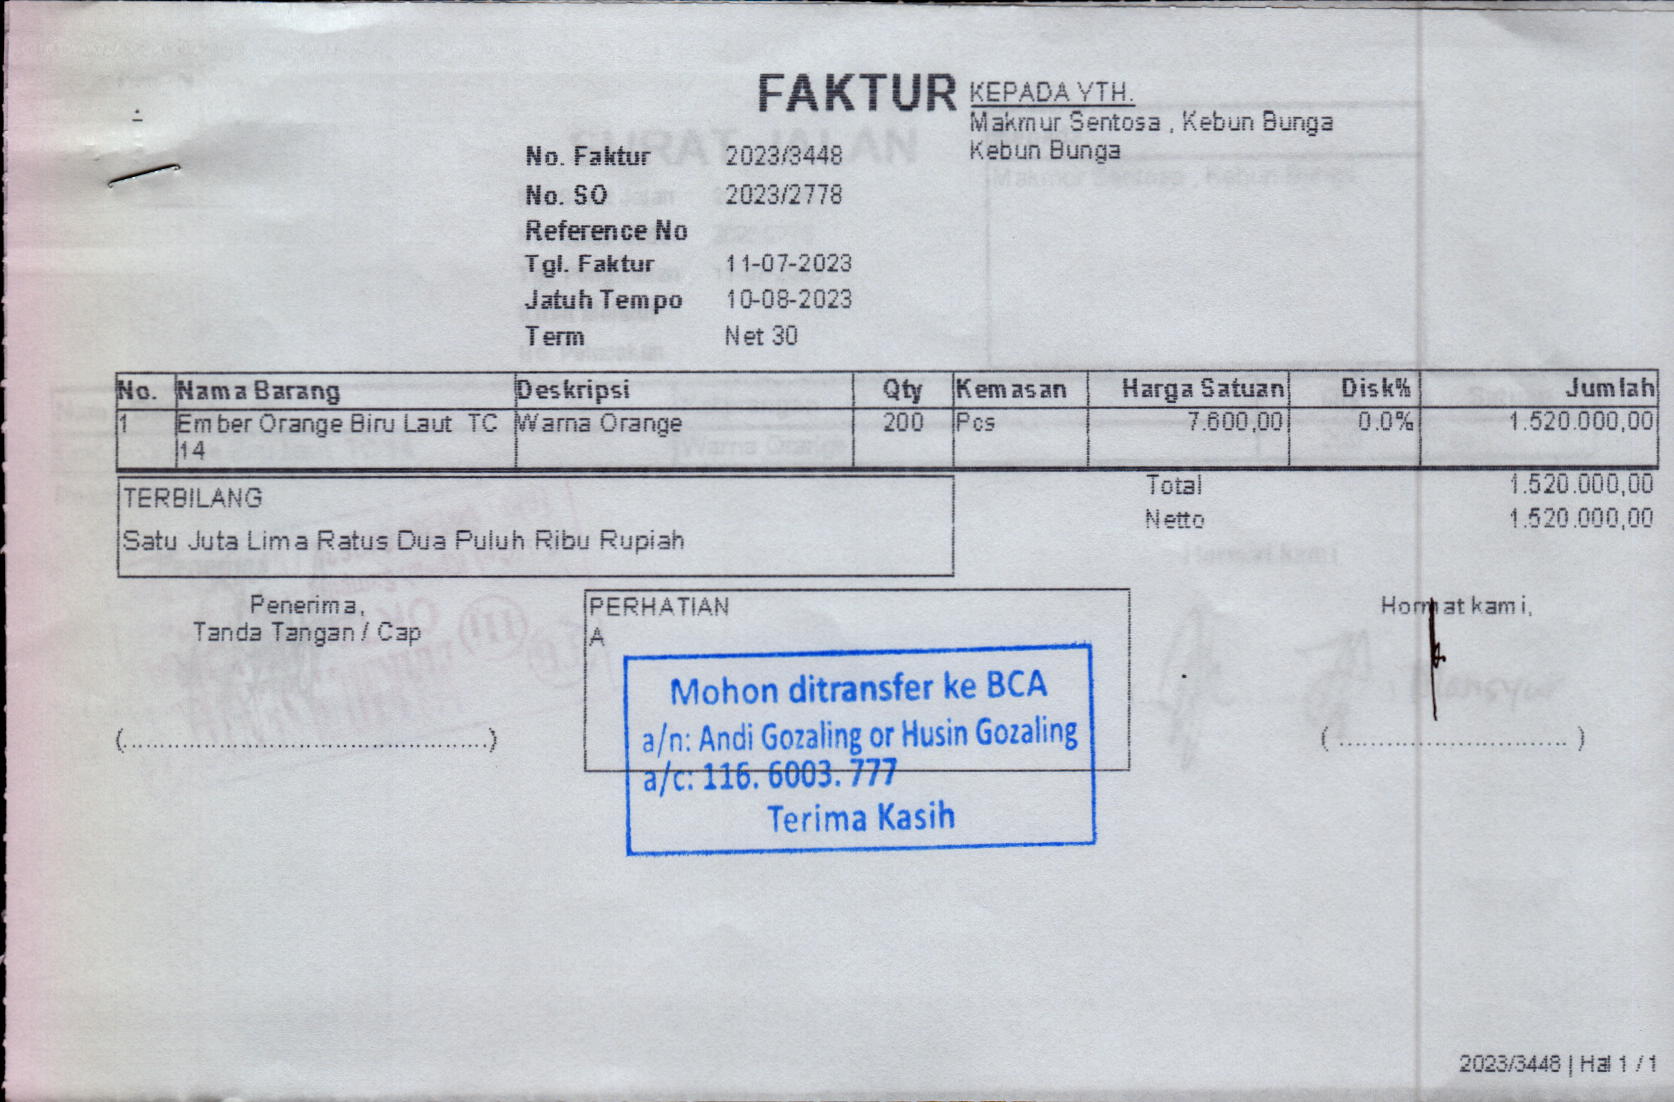 FAKTUR
KEPADA YTH.
Makmur Sentosa , Kebun Bunga
Kebun Bunga
No. Faktur 2023/3448
No. SO 2023/2778
Reference No
Tgl. Faktur 11-07-2023
Jatuh Tempo 10-08-2023
Term Net 30
No. Nama Barang Deskripsi Qty Kemasan Harga Satuan Disk% Jumlah
1 Ember Orange Biru Laut TC Warna Orange 200 Pcs 7.600,00 0.0% 1.520.000,00
14
TERBILANG
Satu Juta Lima Ratus Dua Puluh Ribu Rupiah
Total 1.520.000,00
Netto 1.520.000,00
Penerima,
Tanda Tangan / Cap
(............................................)
PERHATIAN
A
Mohon ditransfer ke BCA
a/n: Andi Gozaling or Husin Gozaling
a/c: 116. 6003. 777
Terima Kasih
Hormat kami,
(............................)
2023/3448 | Hal 1 / 1